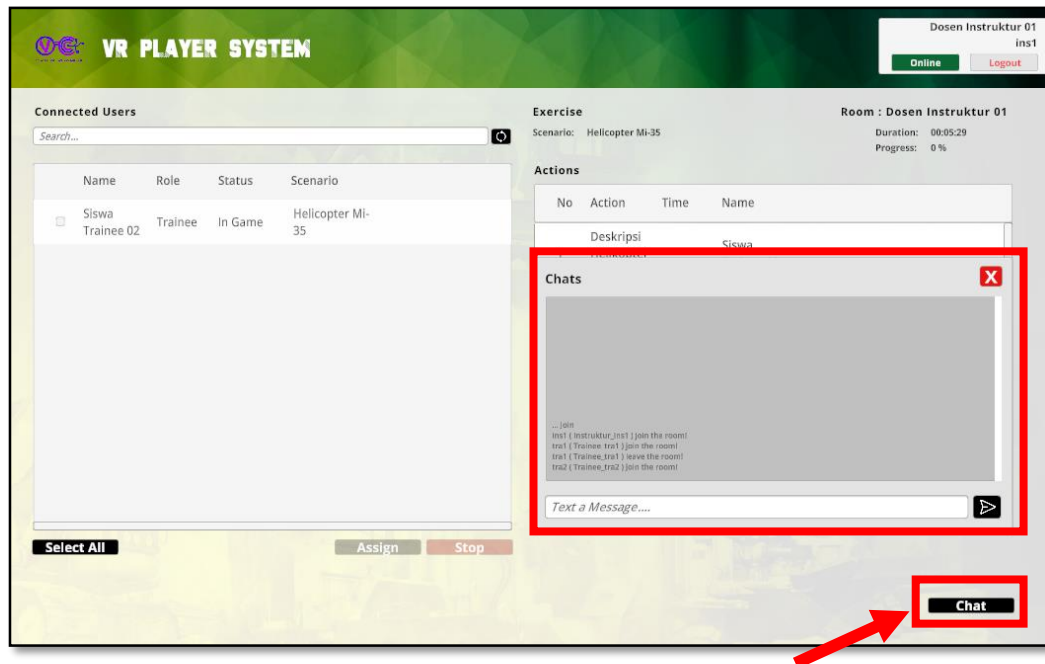 VR PLAYER SYSTEM
Dosen Instruktur 01
ins1
Online Logout
Connected Users
Search...
Name Role Status Scenario
Siswa Trainee 02 Trainee In Game Helicopter Mi-35
Exercise
Room : Dosen Instruktur 01
Scenario: Helicopter Mi-35
Duration: 00:05:29
Progress: 0 %
Actions
No Action Time Name
Deskripsi
Siswa
Chats
X
... join
ins1 ( Instruktur_ins1 ) join the room!
tra1 ( Trainee_tra1 ) join the room!
tra1 ( Trainee_tra1 ) leave the room!
tra2 ( Trainee_tra2 ) join the room!
Text a Message....
Select All Assign Stop
Chat